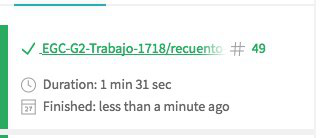 EGC-G2-Trabajo-1718/recuento # 49
Duration: 1 min 31 sec
27 Finished: less than a minute ago